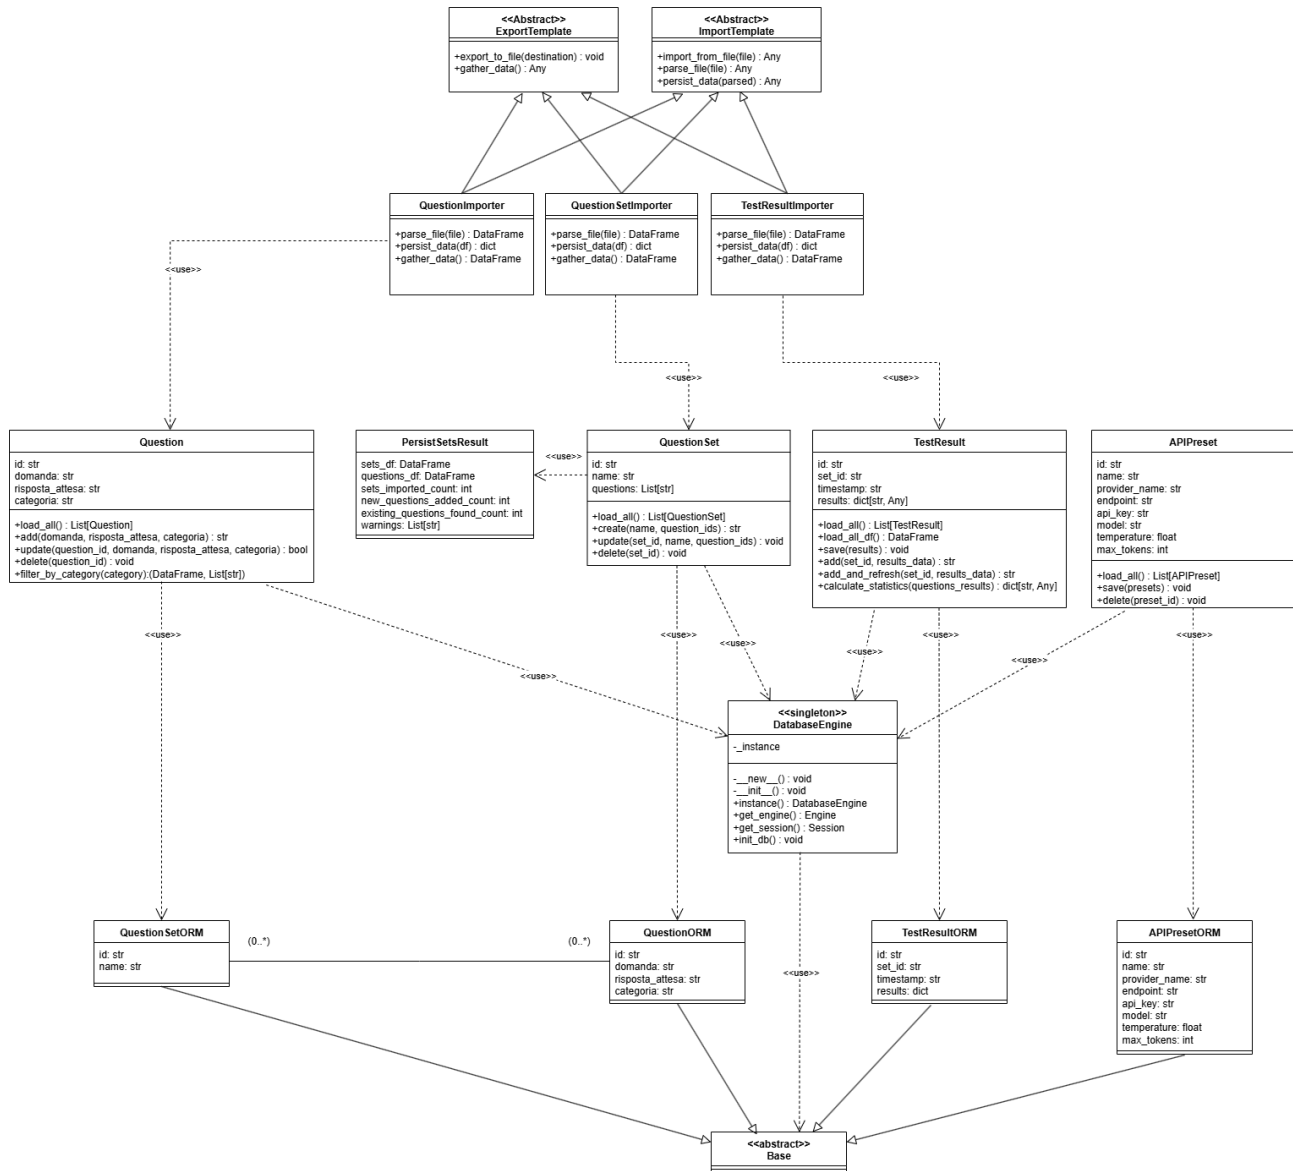 <<Abstract>>
ExportTemplate
+export_to_file(destination) : void
+gather_data() : Any
<<Abstract>>
ImportTemplate
+import_from_file(file) : Any
+parse_file(file) : Any
+persist_data(parsed) : Any
QuestionImporter
+parse_file(file) : DataFrame
+persist_data(df) : dict
+gather_data() : DataFrame
QuestionSetImporter
+parse_file(file) : DataFrame
+persist_data(df) : dict
+gather_data() : DataFrame
TestResultImporter
+parse_file(file) : DataFrame
+persist_data(df) : dict
+gather_data() : DataFrame
<<use>>
<<use>>
<<use>>
Question
id: str
domanda: str
risposta_attesa: str
categoria: str
+load_all() : List[Question]
+add(domanda, risposta_attesa, categoria) : str
+update(question_id, domanda, risposta_attesa, categoria) : bool
+delete(question_id) : void
+filter_by_category(category):(DataFrame, List[str])
PersistSetsResult
sets_df: DataFrame
questions_df: DataFrame
sets_imported_count: int
new_questions_added_count: int
existing_questions_found_count: int
warnings: List[str]
<<use>>
QuestionSet
id: str
name: str
questions: List[str]
+load_all() : List[QuestionSet]
+create(name, question_ids) : str
+update(set_id, name, question_ids) : void
+delete(set_id) : void
TestResult
id: str
set_id: str
timestamp: str
results: dict[str, Any]
+load_all() : List[TestResult]
+load_all_df() : DataFrame
+save(results) : void
+add(set_id, results_data) : str
+add_and_refresh(set_id, results_data) : str
+calculate_statistics(questions_results) : dict[str, Any]
APIPreset
id: str
name: str
provider_name: str
endpoint: str
api_key: str
model: str
temperature: float
max_tokens: int
+load_all() : List[APIPreset]
+save(presets) : void
+delete(preset_id) : void
<<use>>
<<use>>
<<use>>
<<use>>
<<use>>
<<use>>
<<use>>
<<use>>
<<singleton>>
DatabaseEngine
-_instance
-__new__() : void
-__init__() : void
+instance() : DatabaseEngine
+get_engine() : Engine
+get_session() : Session
+init_db() : void
QuestionSetORM
id: str
name: str
(0..*)
(0..*)
QuestionORM
id: str
domanda: str
risposta_attesa: str
categoria: str
<<use>>
TestResultORM
id: str
set_id: str
timestamp: str
results: dict
APIPresetORM
id: str
name: str
provider_name: str
endpoint: str
api_key: str
model: str
temperature: float
max_tokens: int
<<abstract>>
Base